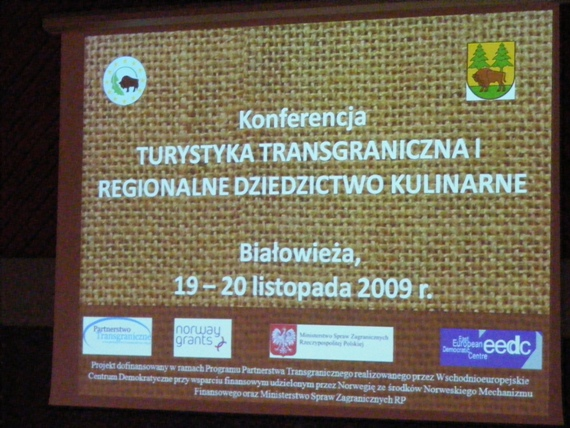 Konferencja
TURYSTYKA TRANSGRANICZNA I
REGIONALNE DZIEDZICTWO KULINARNE
Białowieża,
19 – 20 listopada 2009 r.
Partnerstwo
Transgraniczne
norway
grants
Ministerstwo Spraw Zagranicznych
Rzeczypospolitej Polskiej
East
European
Democratic
Centre
eedc
Projekt dofinansowany w ramach Programu Partnerstwa Transgranicznego realizowanego przez Wschodnioeuropejskie
Centrum Demokratyczne przy wsparciu finansowym udzielonym przez Norwegię ze środków Norweskiego Mechanizmu
Finansowego oraz Ministerstwo Spraw Zagranicznych RP